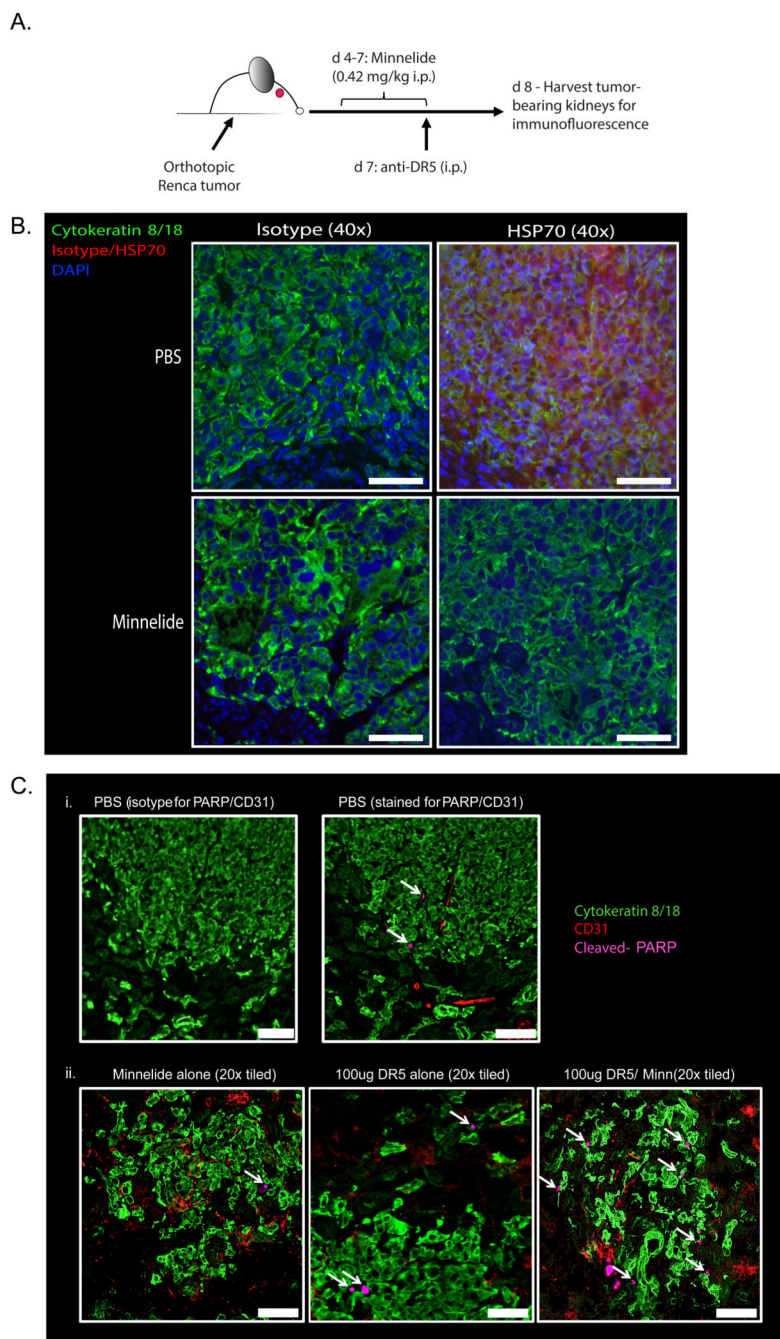 A.
d 4-7: Minnelide
(0.42 mg/kg i.p.)
d 8 - Harvest tumor-
bearing kidneys for
immunofluorescence
Orthotopic
Renca tumor
d 7: anti-DR5 (i.p.)
B.
Cytokeratin 8/18
Isotype/HSP70
DAPI
Isotype (40x)
HSP70 (40x)
PBS
Minnelide
C.
i.
PBS (isotype for PARP/CD31)
PBS (stained for PARP/CD31)
Cytokeratin 8/18
CD31
Cleaved- PARP
ii.
Minnelide alone (20x tiled)
100ug DR5 alone (20x tiled)
100ug DR5/ Minn(20x tiled)